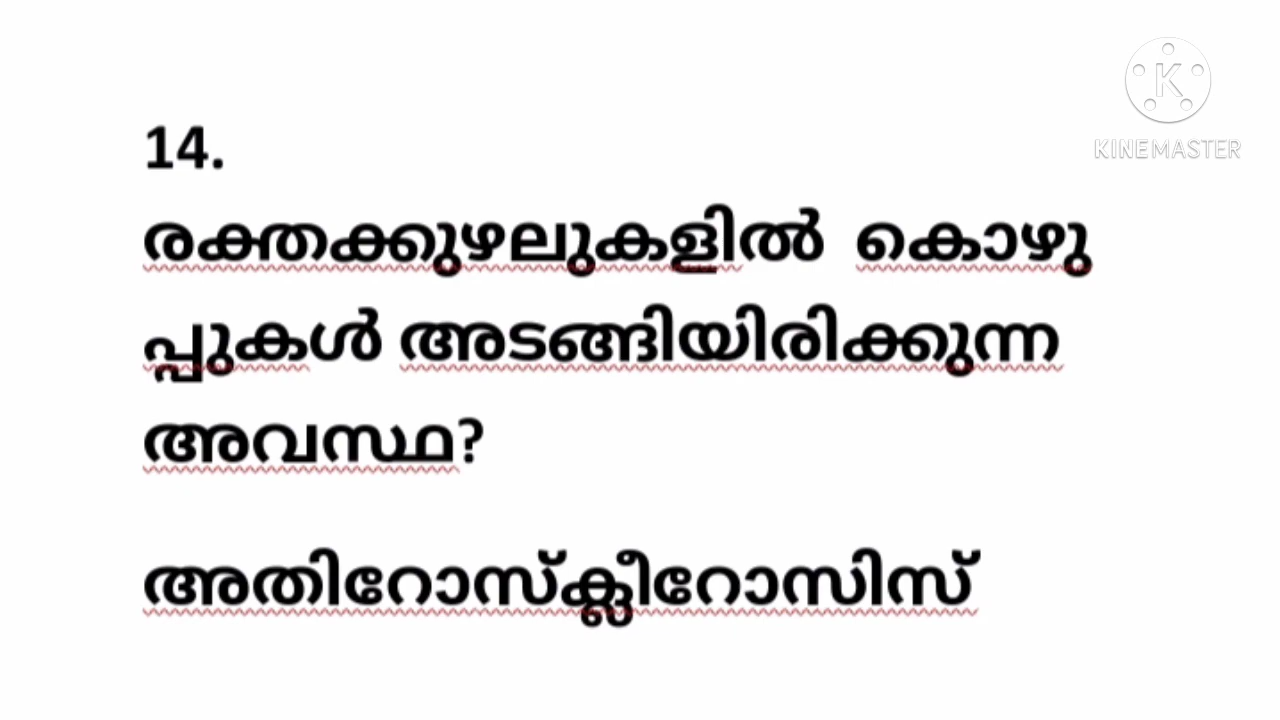 KINEMASTER
14.
രക്തക്കുഴലുകളിൽ കൊഴു
പ്പുകൾ അടങ്ങിയിരിക്കുന്ന
അവസ്ഥ?
അതിറോസ്ക്ലീറോസിസ്